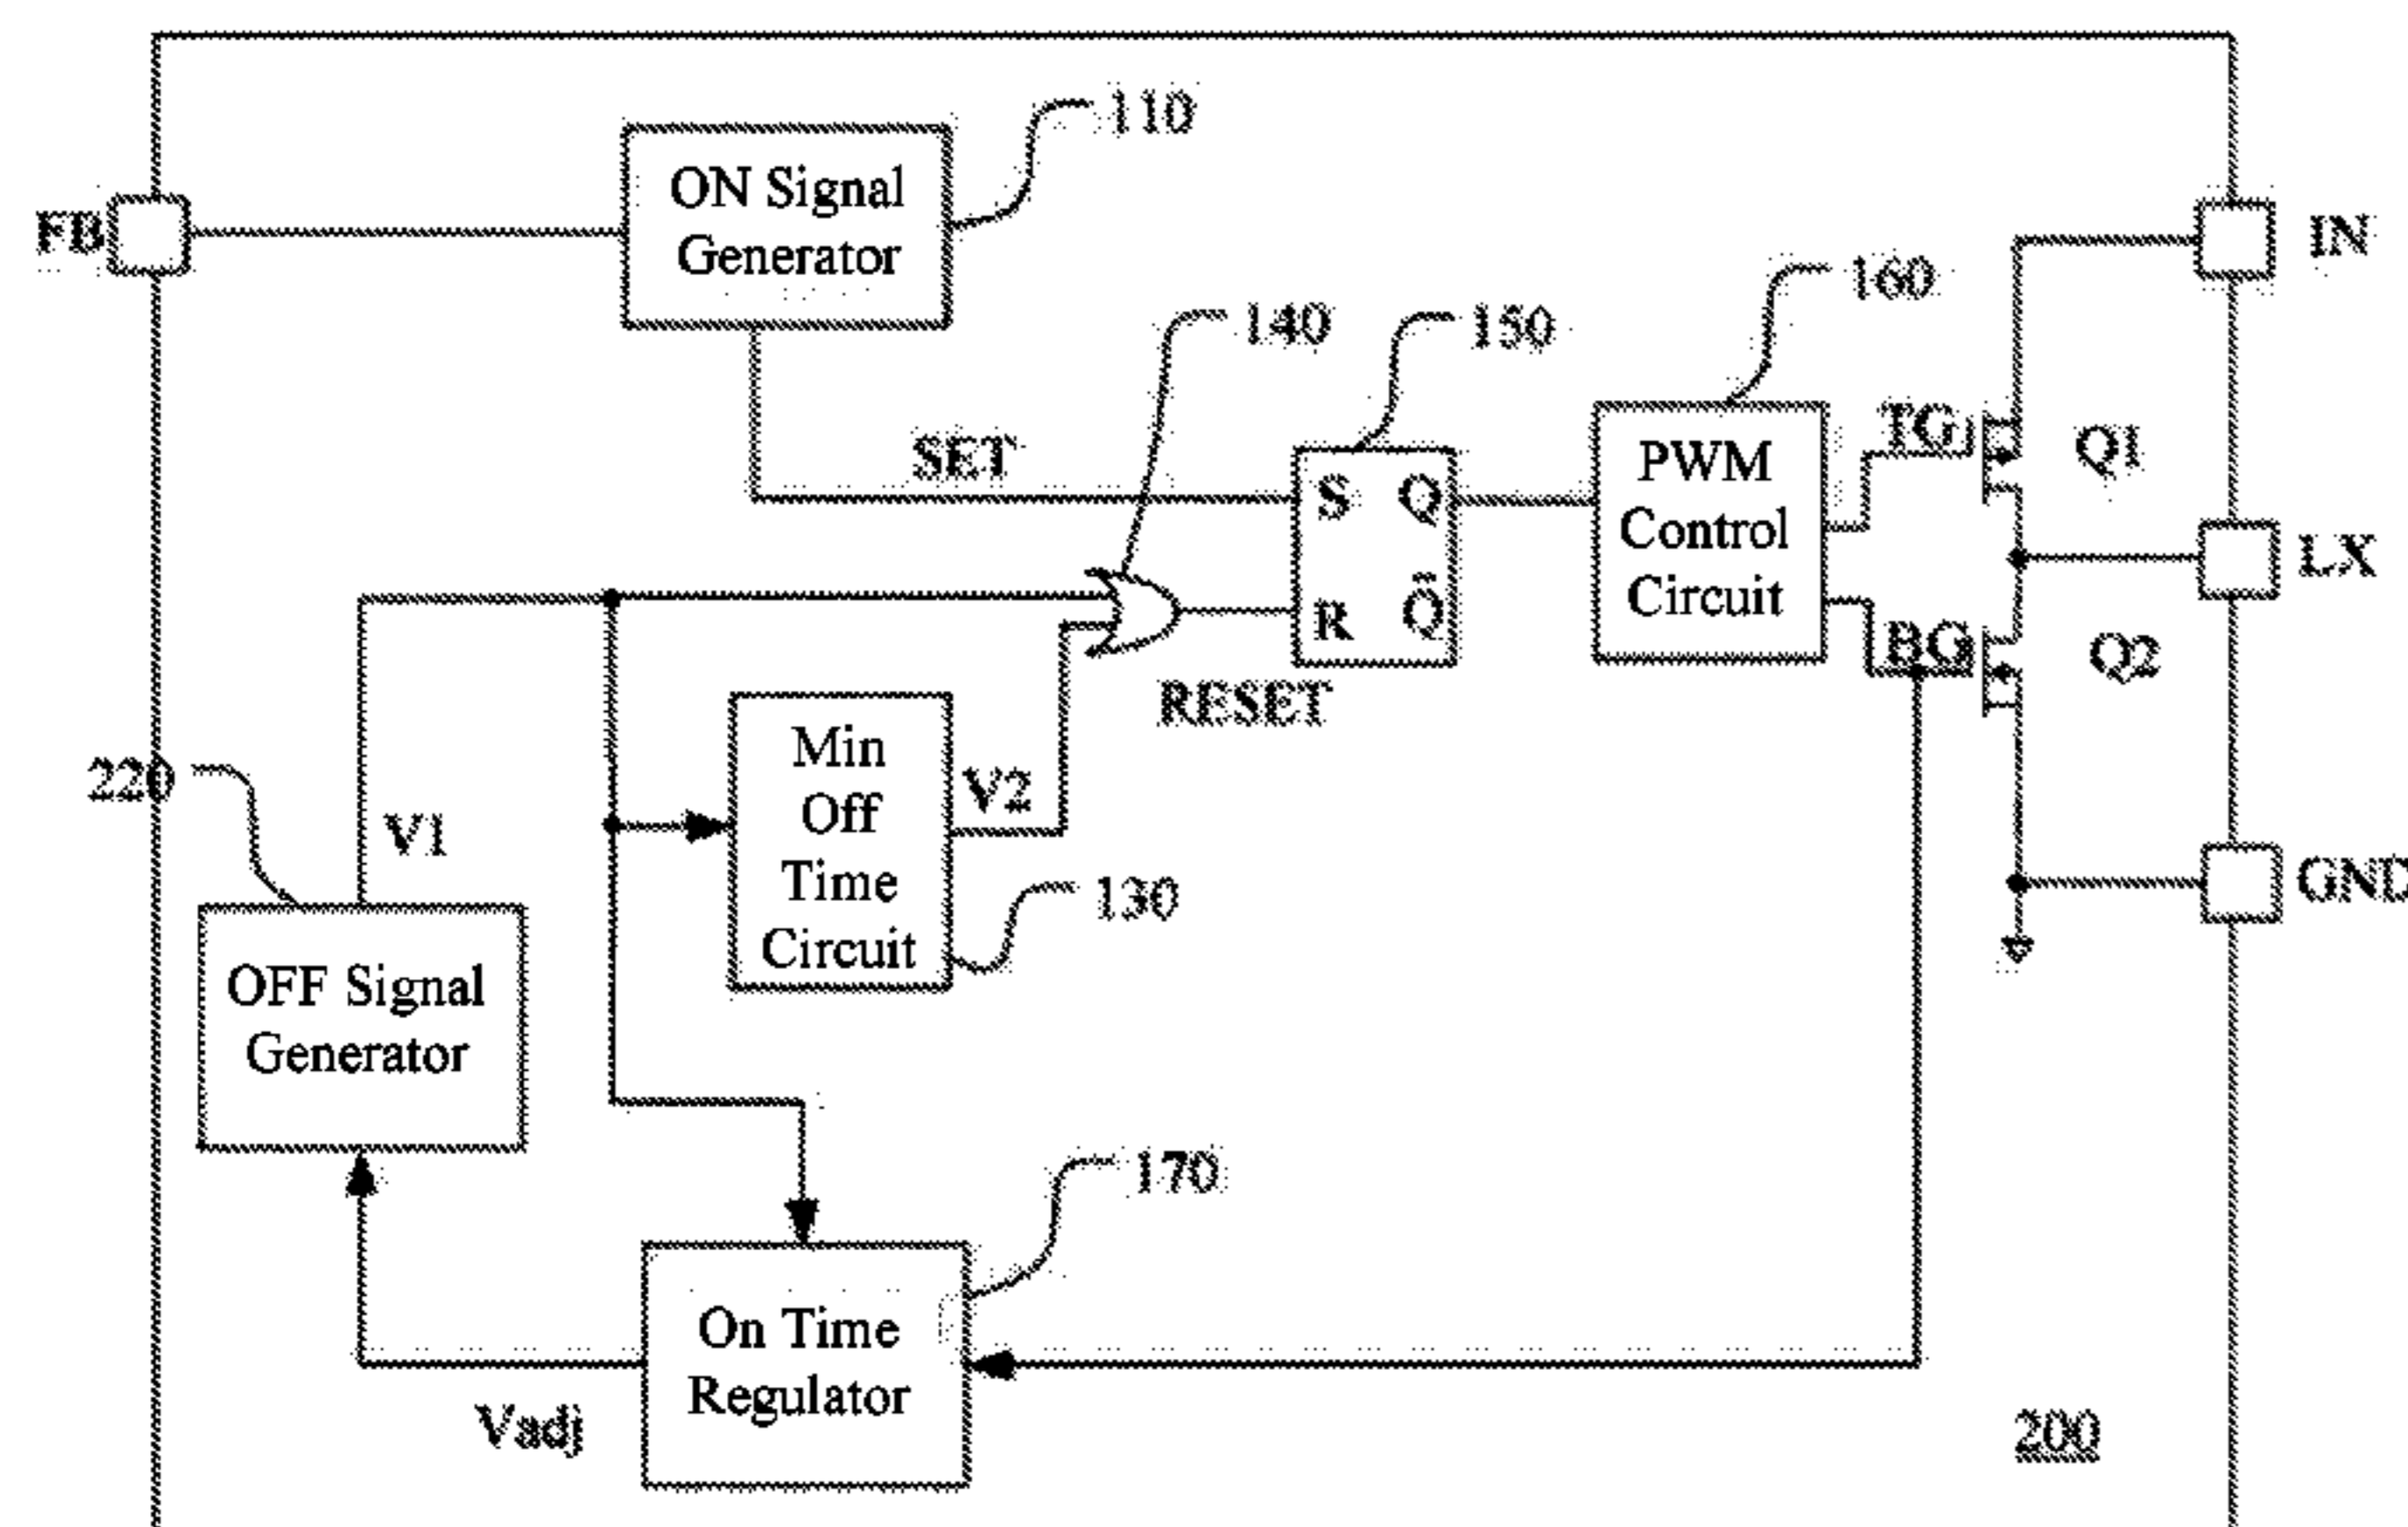 110
ON Signal
Generator
FB
IN
160
140
150
TG
Q1
SET
PWM
Control
Circuit
S Q
LX
R Q̄
BG
Q2
RESET
Min
Off
Time
Circuit
V2
220
V1
130
GND
OFF Signal
Generator
170
On Time
Regulator
Vadj
200